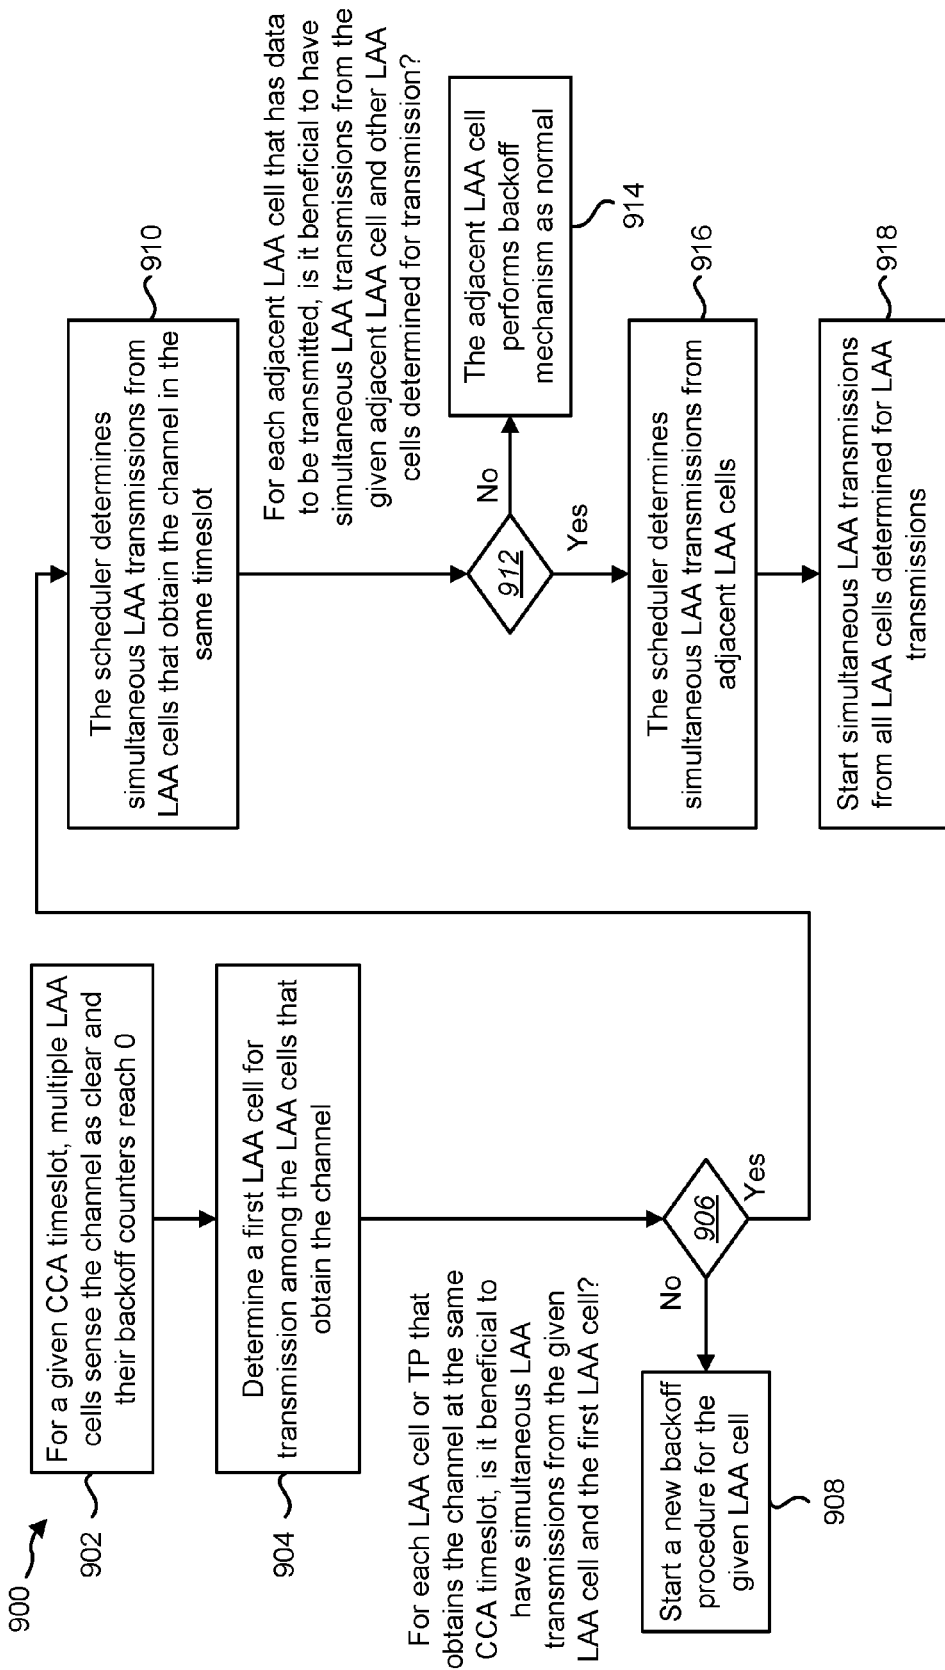 900
902
For a given CCA timeslot, multiple LAA
cells sense the channel as clear and
their backoff counters reach 0
904
Determine a first LAA cell for
transmission among the LAA cells that
obtain the channel
For each LAA cell or TP that
obtains the channel at the same
CCA timeslot, is it beneficial to
have simultaneous LAA
transmissions from the given
LAA cell and the first LAA cell?
906
No
Yes
Start a new backoff
procedure for the
given LAA cell
908
The scheduler determines
simultaneous LAA transmissions from
LAA cells that obtain the channel in the
same timeslot
910
For each adjacent LAA cell that has data
to be transmitted, is it beneficial to have
simultaneous LAA transmissions from the
given adjacent LAA cell and other LAA
cells determined for transmission?
912
No
Yes
The adjacent LAA cell
performs backoff
mechanism as normal
914
The scheduler determines
simultaneous LAA transmissions from
adjacent LAA cells
916
Start simultaneous LAA transmissions
from all LAA cells determined for LAA
transmissions
918